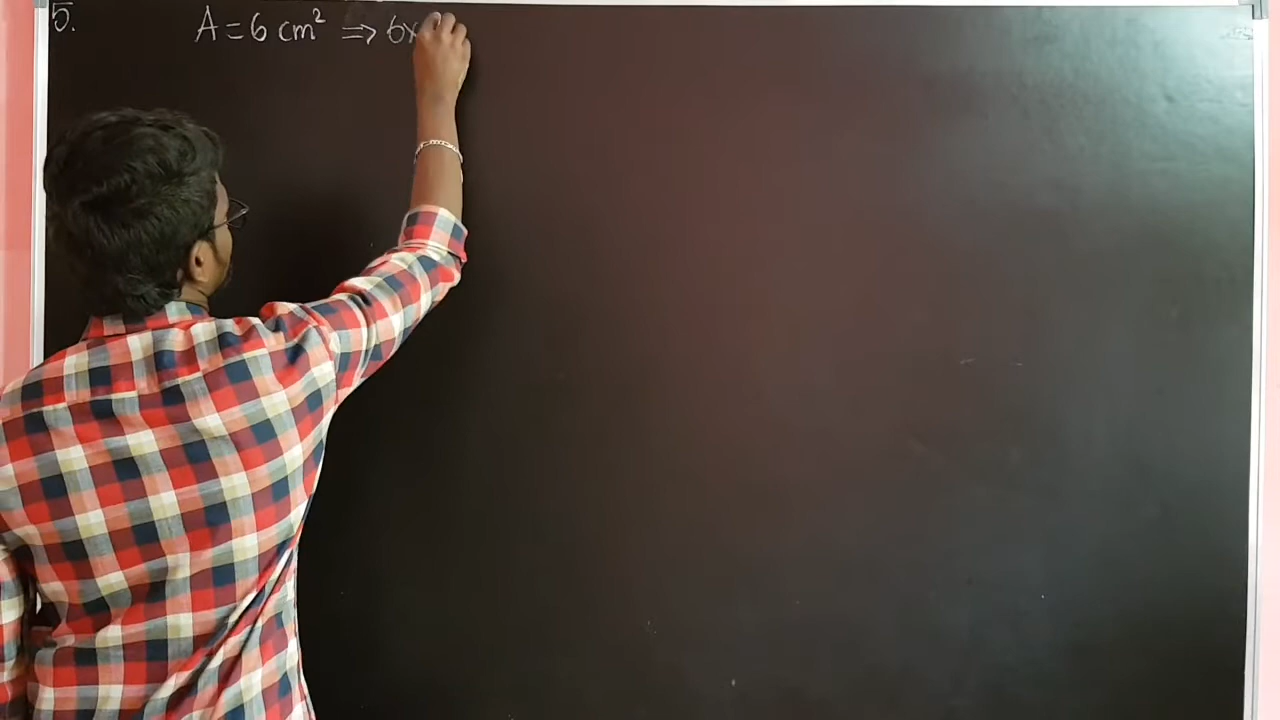 5. A = 6 cm² ⇒ 6x